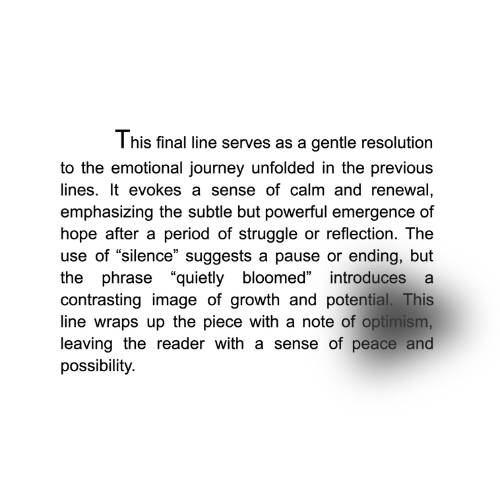 This final line serves as a gentle resolution
to the emotional journey unfolded in the previous
lines. It evokes a sense of calm and renewal,
emphasizing the subtle but powerful emergence of
hope after a period of struggle or reflection. The
use of “silence” suggests a pause or ending, but
the phrase “quietly bloomed” introduces a
contrasting image of growth and potential. This
line wraps up the piece with a note of optimism,
leaving the reader with a sense of peace and
possibility.